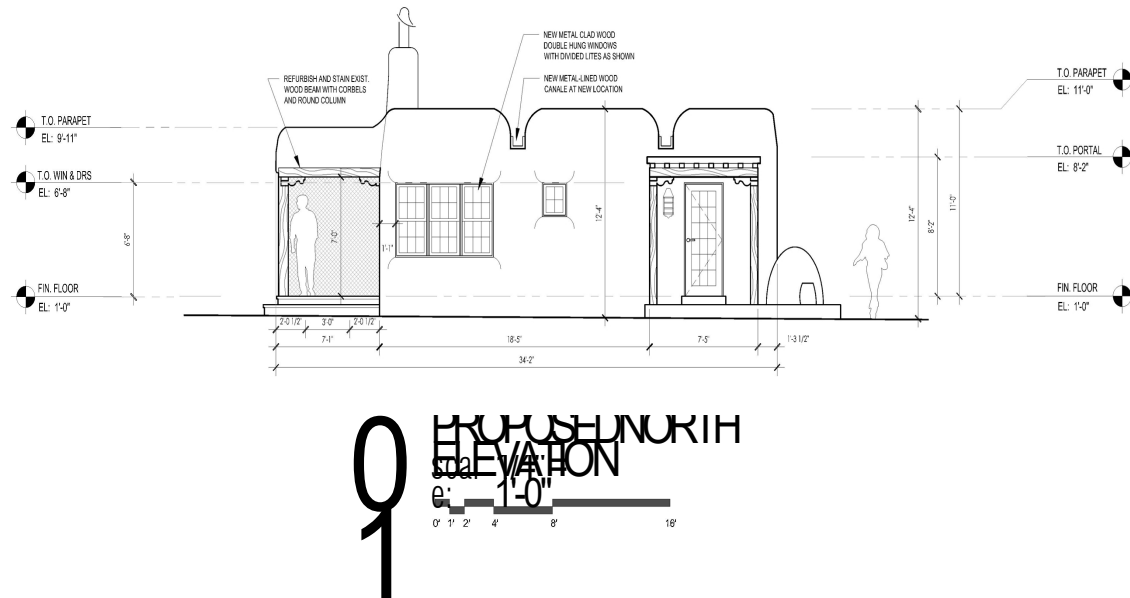 NEW METAL CLAD WOOD
DOUBLE HUNG WINDOWS
WITH DIVIDED LITES AS SHOWN
REFURBISH AND STAIN EXIST.
WOOD BEAM WITH CORBELS
AND ROUND COLUMN
NEW METAL-LINED WOOD
CANALE AT NEW LOCATION
T.O. PARAPET
EL: 11'-0"
T.O. PARAPET
EL: 9'-11"
T.O. PORTAL
EL: 8'-2"
T.O. WIN & DRS
EL: 6'-8"
6'-8"
7'-0"
1'-1"
12'-4"
12'-4"
8'-2"
11'-0"
FIN. FLOOR
EL: 1'-0"
FIN. FLOOR
EL: 1'-0"
2'-0 1/2" 3'-0" 2'-0 1/2"
7'-1" 18'-5" 7'-5" 1'-3 1/2"
34'-2"
01
PROPOSED NORTH
ELEVATION
scale: 1/4" = 1'-0"
0' 1' 2' 4' 8' 16'